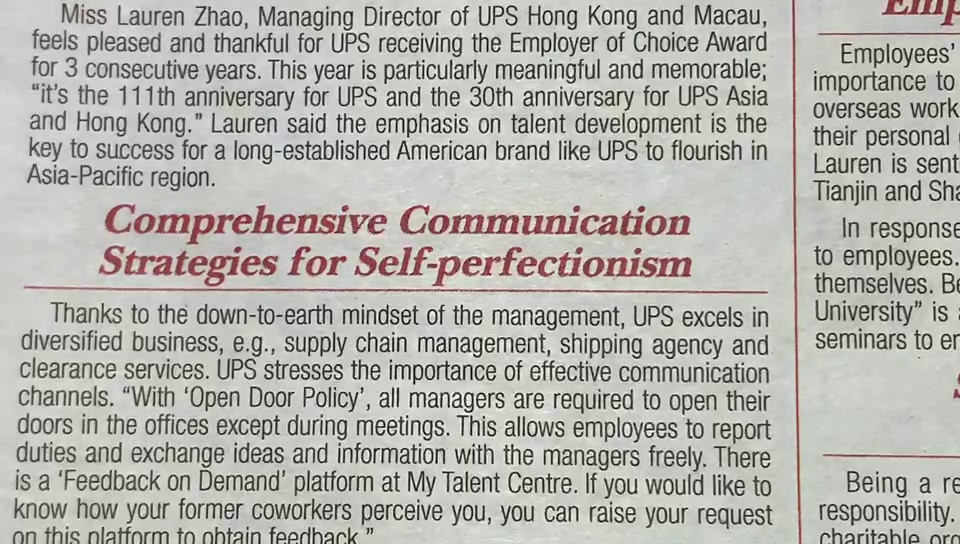 Miss Lauren Zhao, Managing Director of UPS Hong Kong and Macau,
feels pleased and thankful for UPS receiving the Employer of Choice Award
for 3 consecutive years. This year is particularly meaningful and memorable;
“it’s the 111th anniversary for UPS and the 30th anniversary for UPS Asia
and Hong Kong.” Lauren said the emphasis on talent development is the
key to success for a long-established American brand like UPS to flourish in
Asia-Pacific region.
Comprehensive Communication
Strategies for Self-perfectionism
Thanks to the down-to-earth mindset of the management, UPS excels in
diversified business, e.g., supply chain management, shipping agency and
clearance services. UPS stresses the importance of effective communication
channels. “With ‘Open Door Policy’, all managers are required to open their
doors in the offices except during meetings. This allows employees to report
duties and exchange ideas and information with the managers freely. There
is a ‘Feedback on Demand’ platform at My Talent Centre. If you would like to
know how your former coworkers perceive you, you can raise your request
on this platform to obtain feedback.”
Employees’
importance to
overseas work
their personal
Lauren is sent
Tianjin and Sha
In response
to employees.
themselves. Be
University” is
seminars to en
Being a re
responsibility.
charitable org